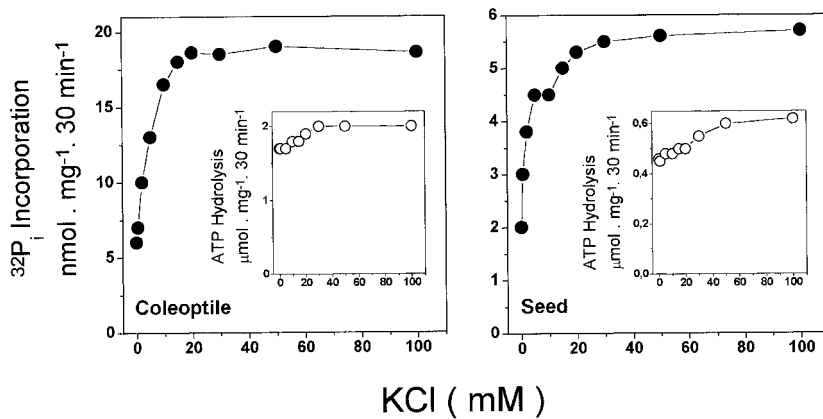 ³²Pᵢ Incorporation
nmol . mg⁻¹. 30 min⁻¹
20
15
10
5
0
0 20 40 60 80 100
Coleoptile
ATP Hydrolysis
μmol . mg⁻¹. 30 min⁻¹
2
1
0
0 20 40 60 80 100
6
5
4
3
2
1
0
0 20 40 60 80 100
Seed
ATP Hydrolysis
μmol . mg⁻¹. 30 min⁻¹
0,6
0,4
0,2
0,0
0 20 40 60 80 100
KCl ( mM )